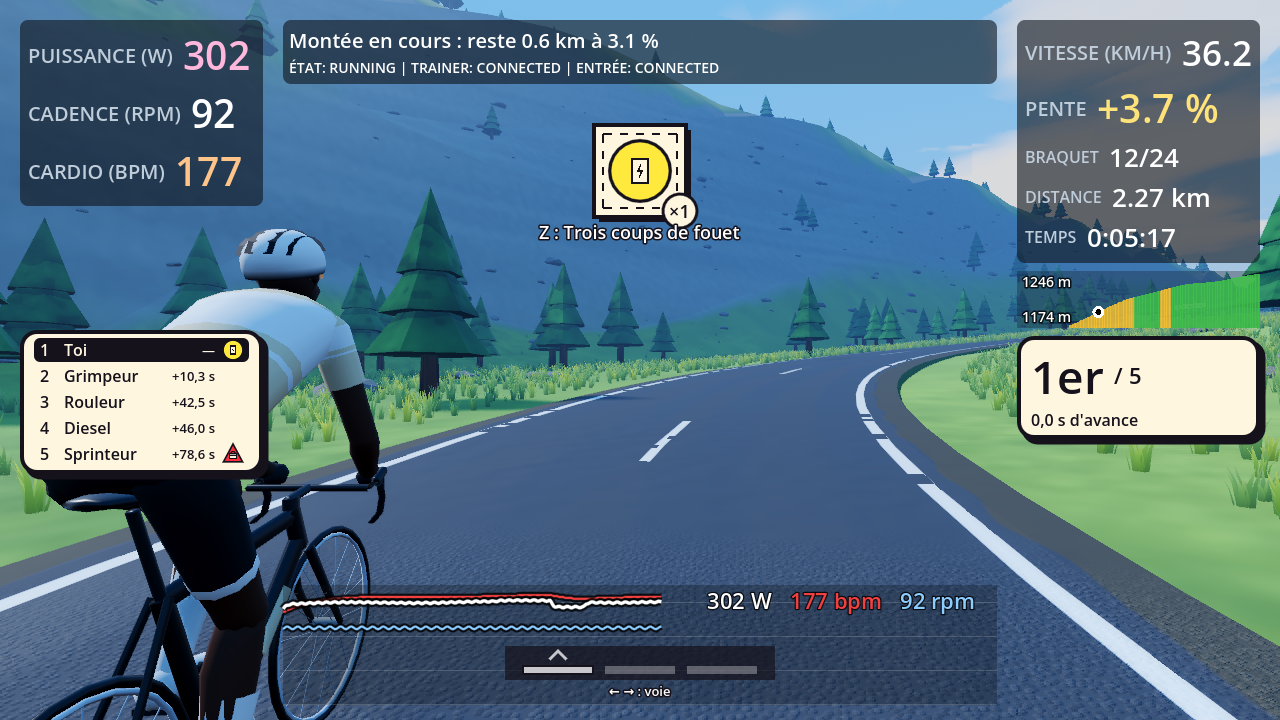 PUISSANCE (W) 302
CADENCE (RPM) 92
CARDIO (BPM) 177
Montée en cours : reste 0.6 km à 3.1 %
ÉTAT: RUNNING | TRAINER: CONNECTED | ENTRÉE: CONNECTED
VITESSE (KM/H) 36.2
PENTE +3.7 %
BRAQUET 12/24
DISTANCE 2.27 km
TEMPS 0:05:17
1246 m
1174 m
×1
Z : Trois coups de fouet
1 Toi —
2 Grimpeur +10,3 s
3 Rouleur +42,5 s
4 Diesel +46,0 s
5 Sprinteur +78,6 s
1er / 5
0,0 s d'avance
302 W 177 bpm 92 rpm
← → : voie